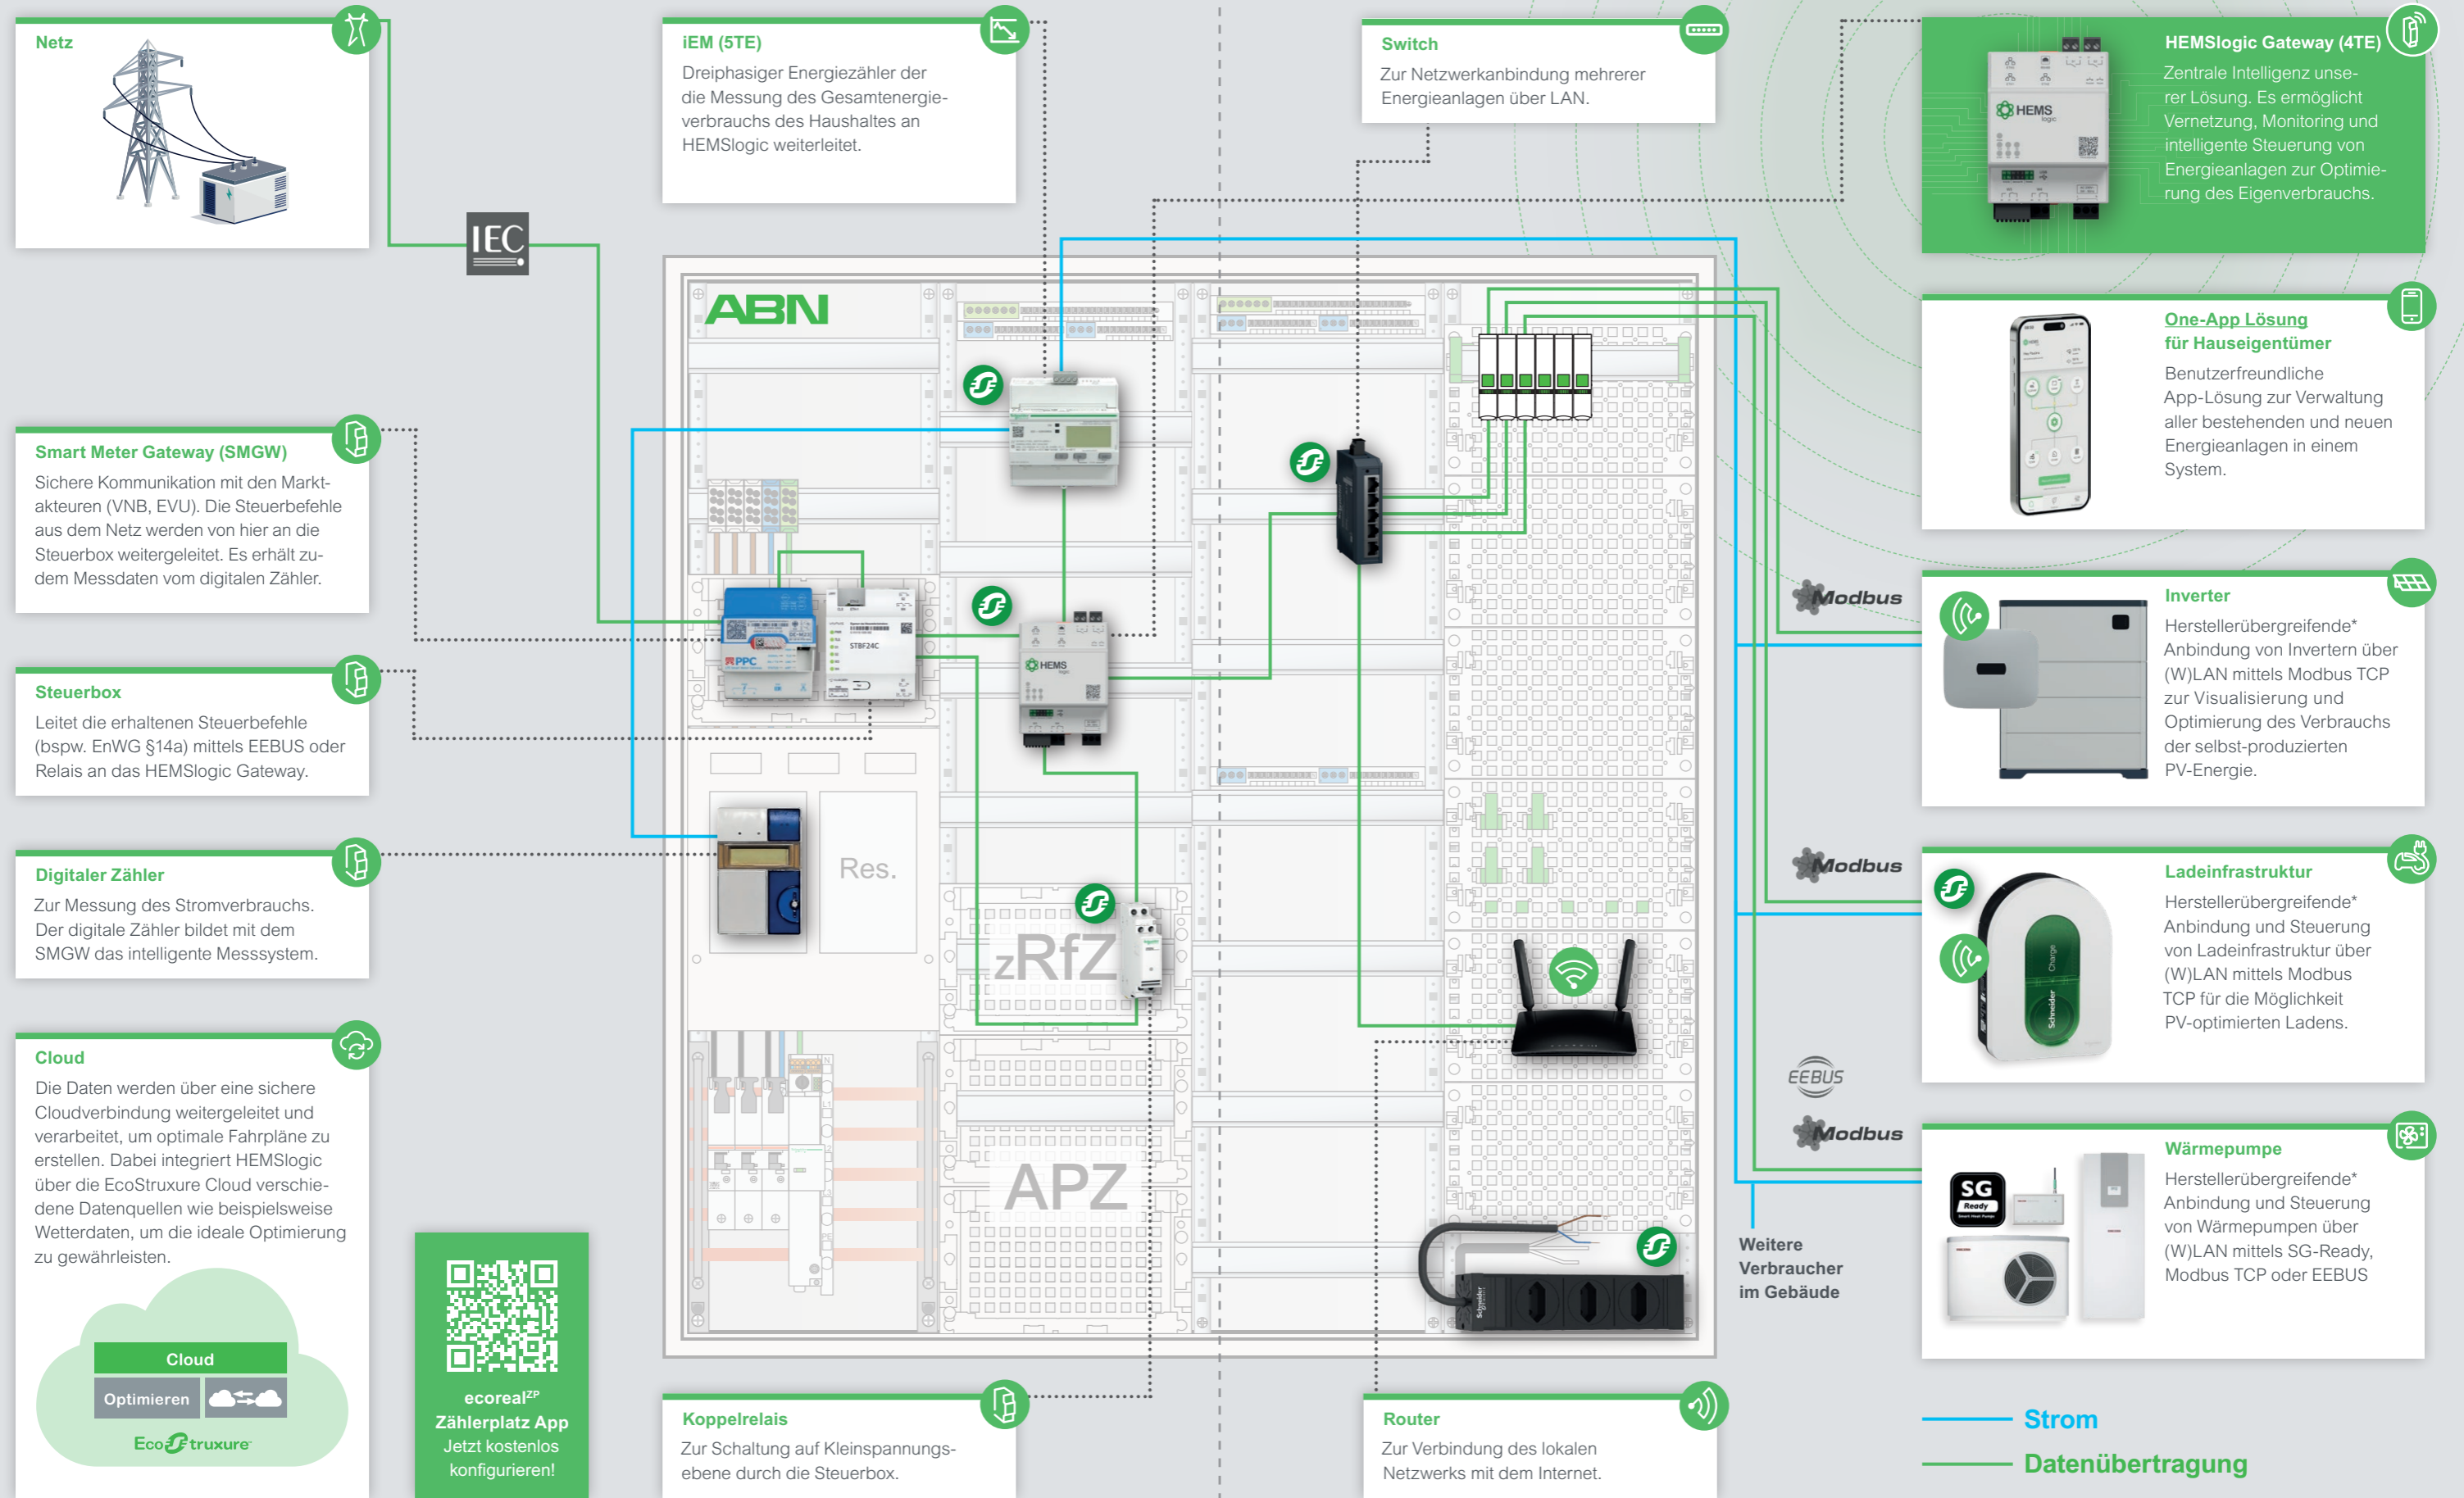 Netz
IEC
Smart Meter Gateway (SMGW)
Sichere Kommunikation mit den Markt-
akteuren (VNB, EVU). Die Steuerbefehle
aus dem Netz werden von hier an die
Steuerbox weitergeleitet. Es erhält zu-
dem Messdaten vom digitalen Zähler.
Steuerbox
Leitet die erhaltenen Steuerbefehle
(bspw. EnWG §14a) mittels EEBUS oder
Relais an das HEMSlogic Gateway.
Digitaler Zähler
Zur Messung des Stromverbrauchs.
Der digitale Zähler bildet mit dem
SMGW das intelligente Messsystem.
Cloud
Die Daten werden über eine sichere
Cloudverbindung weitergeleitet und
verarbeitet, um optimale Fahrpläne zu
erstellen. Dabei integriert HEMSlogic
über die EcoStruxure Cloud verschie-
dene Datenquellen wie beispielsweise
Wetterdaten, um die ideale Optimierung
zu gewährleisten.
Cloud
Optimieren
EcoStruxure
ecorealZP
Zählerplatz App
Jetzt kostenlos
konfigurieren!
iEM (5TE)
Dreiphasiger Energiezähler der
die Messung des Gesamtenergie-
verbrauchs des Haushaltes an
HEMSlogic weiterleitet.
Switch
Zur Netzwerkanbindung mehrerer
Energieanlagen über LAN.
ABN
PPC
STBF24C
HEMS
logic
Res.
zRfZ
APZ
Schneider
Koppelrelais
Zur Schaltung auf Kleinspannungs-
ebene durch die Steuerbox.
Router
Zur Verbindung des lokalen
Netzwerks mit dem Internet.
HEMSlogic Gateway (4TE)
Zentrale Intelligenz unse-
rer Lösung. Es ermöglicht
Vernetzung, Monitoring und
intelligente Steuerung von
Energieanlagen zur Optimie-
rung des Eigenverbrauchs.
HEMS
logic
One-App Lösung
für Hauseigentümer
Benutzerfreundliche
App-Lösung zur Verwaltung
aller bestehenden und neuen
Energieanlagen in einem
System.
Modbus
Inverter
Herstellerübergreifende*
Anbindung von Invertern über
(W)LAN mittels Modbus TCP
zur Visualisierung und
Optimierung des Verbrauchs
der selbst-produzierten
PV-Energie.
Modbus
Ladeinfrastruktur
Herstellerübergreifende*
Anbindung und Steuerung
von Ladeinfrastruktur über
(W)LAN mittels Modbus
TCP für die Möglichkeit
PV-optimierten Ladens.
Schneider Charge
EEBUS
Modbus
Wärmepumpe
Herstellerübergreifende*
Anbindung und Steuerung
von Wärmepumpen über
(W)LAN mittels SG-Ready,
Modbus TCP oder EEBUS
SG
Ready
Smart Heat Pumps
Weitere
Verbraucher
im Gebäude
Strom
Datenübertragung